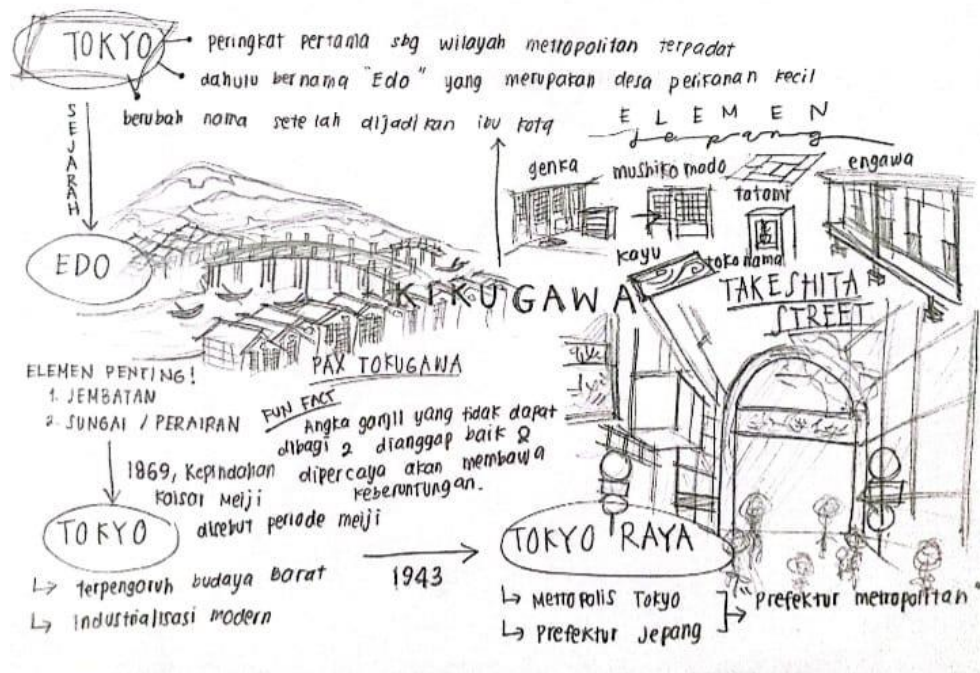 TOKYO
• peringkat pertama sbg wilayah metropolitan terpadat
• dahulu bernama "Edo" yang merupakan desa perikanan kecil
berubah nama setelah dijadikan ibu kota
SEJARAH
ELEMEN
Jepang
genka
mushiko mado
tatami
engawa
kayu
tokonama
EDO
KIKUGAWA
TAKESHITA
STREET
PAX TOKUGAWA
ELEMEN PENTING!
1. JEMBATAN
2. SUNGAI / PERAIRAN
FUN FACT
Angka ganjil yang tidak dapat
dibagi 2 dianggap baik &
dipercaya akan membawa
keberuntungan.
1869, Kepindahan
Kaisar Meiji
disebut periode meiji
TOKYO
↳ terpengaruh budaya barat
↳ Industrialisasi modern
1943
TOKYO RAYA
↳ Metropolis Tokyo
↳ Prefektur Jepang
Prefektur metropolitan"